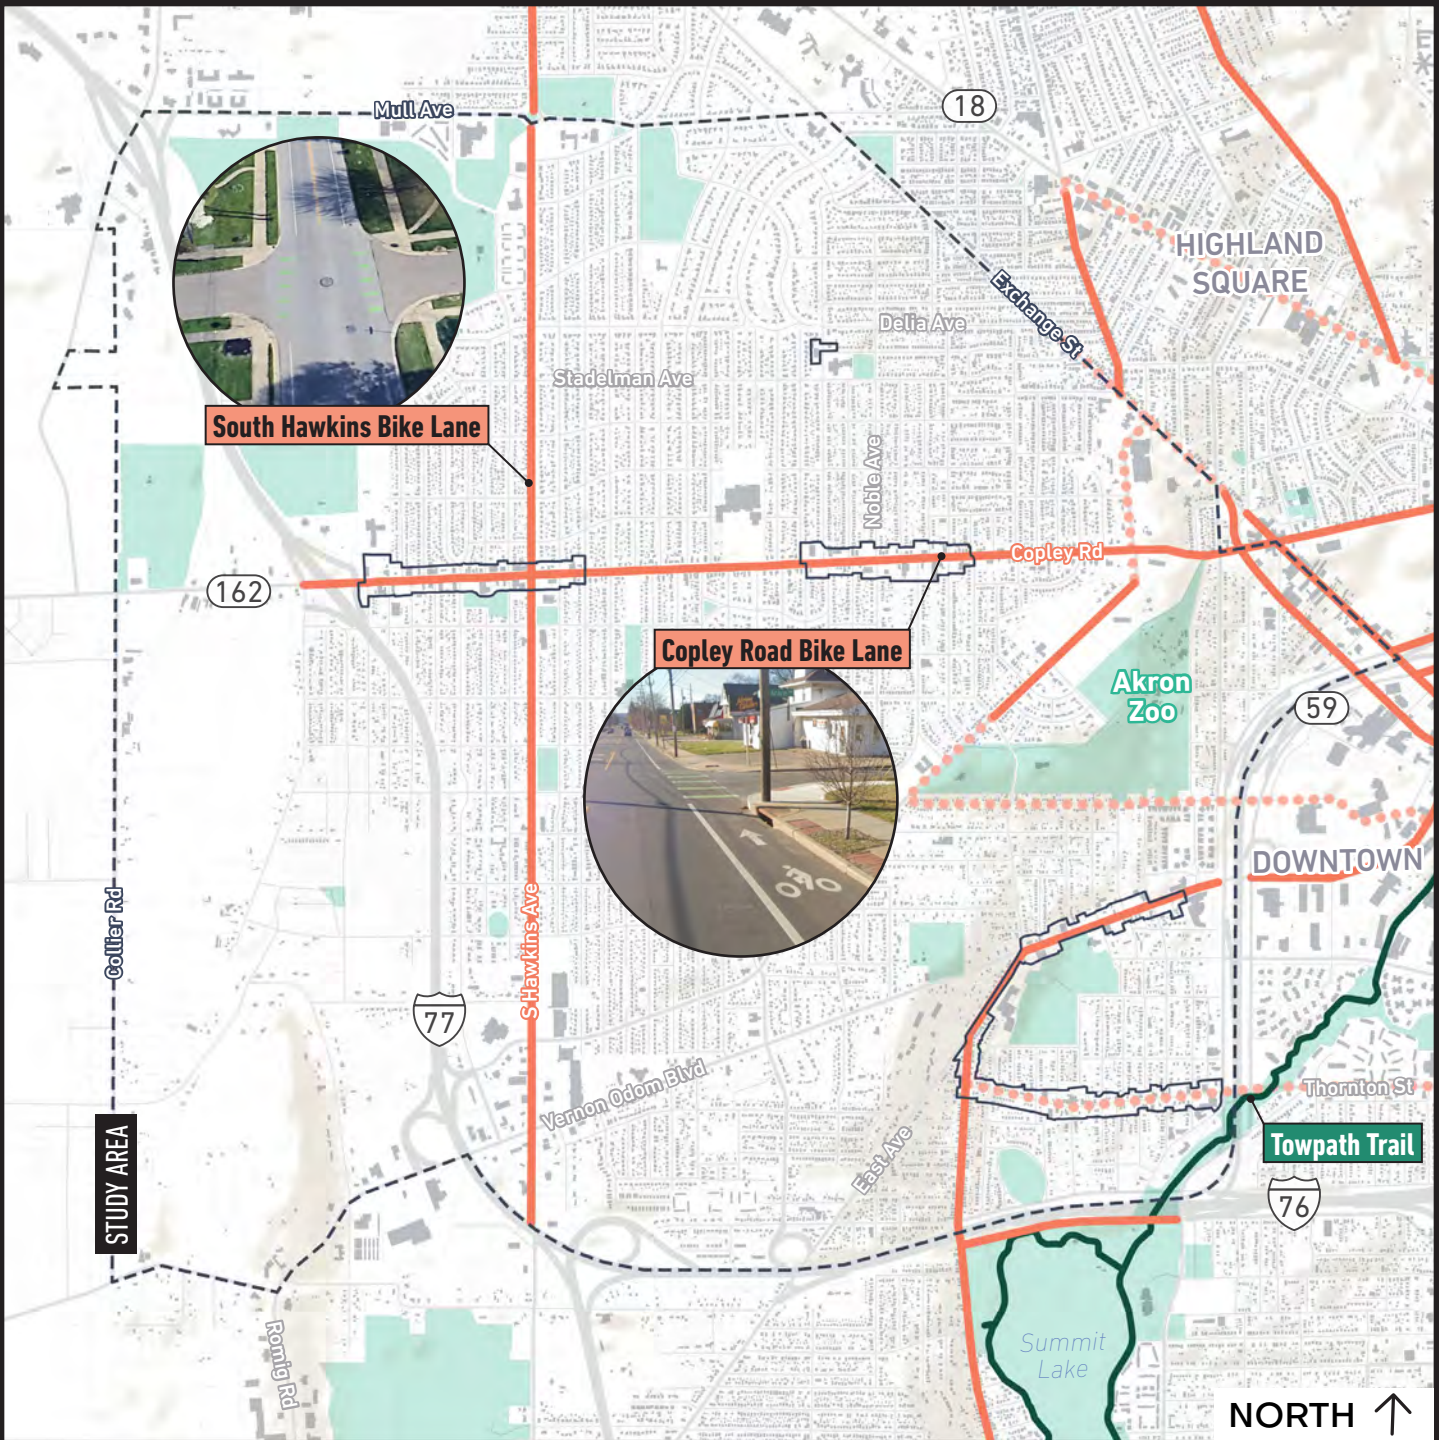 Mull Ave
18
HIGHLAND
SQUARE
Exchange St
Delia Ave
Stadelman Ave
South Hawkins Bike Lane
Noble Ave
Copley Rd
162
Copley Road Bike Lane
Akron
Zoo
59
DOWNTOWN
Collier Rd
S Hawkins Ave
77
Vernon Odom Blvd
Thornton St
East Ave
Towpath Trail
STUDY AREA
76
Summit
Lake
Romig Rd
NORTH